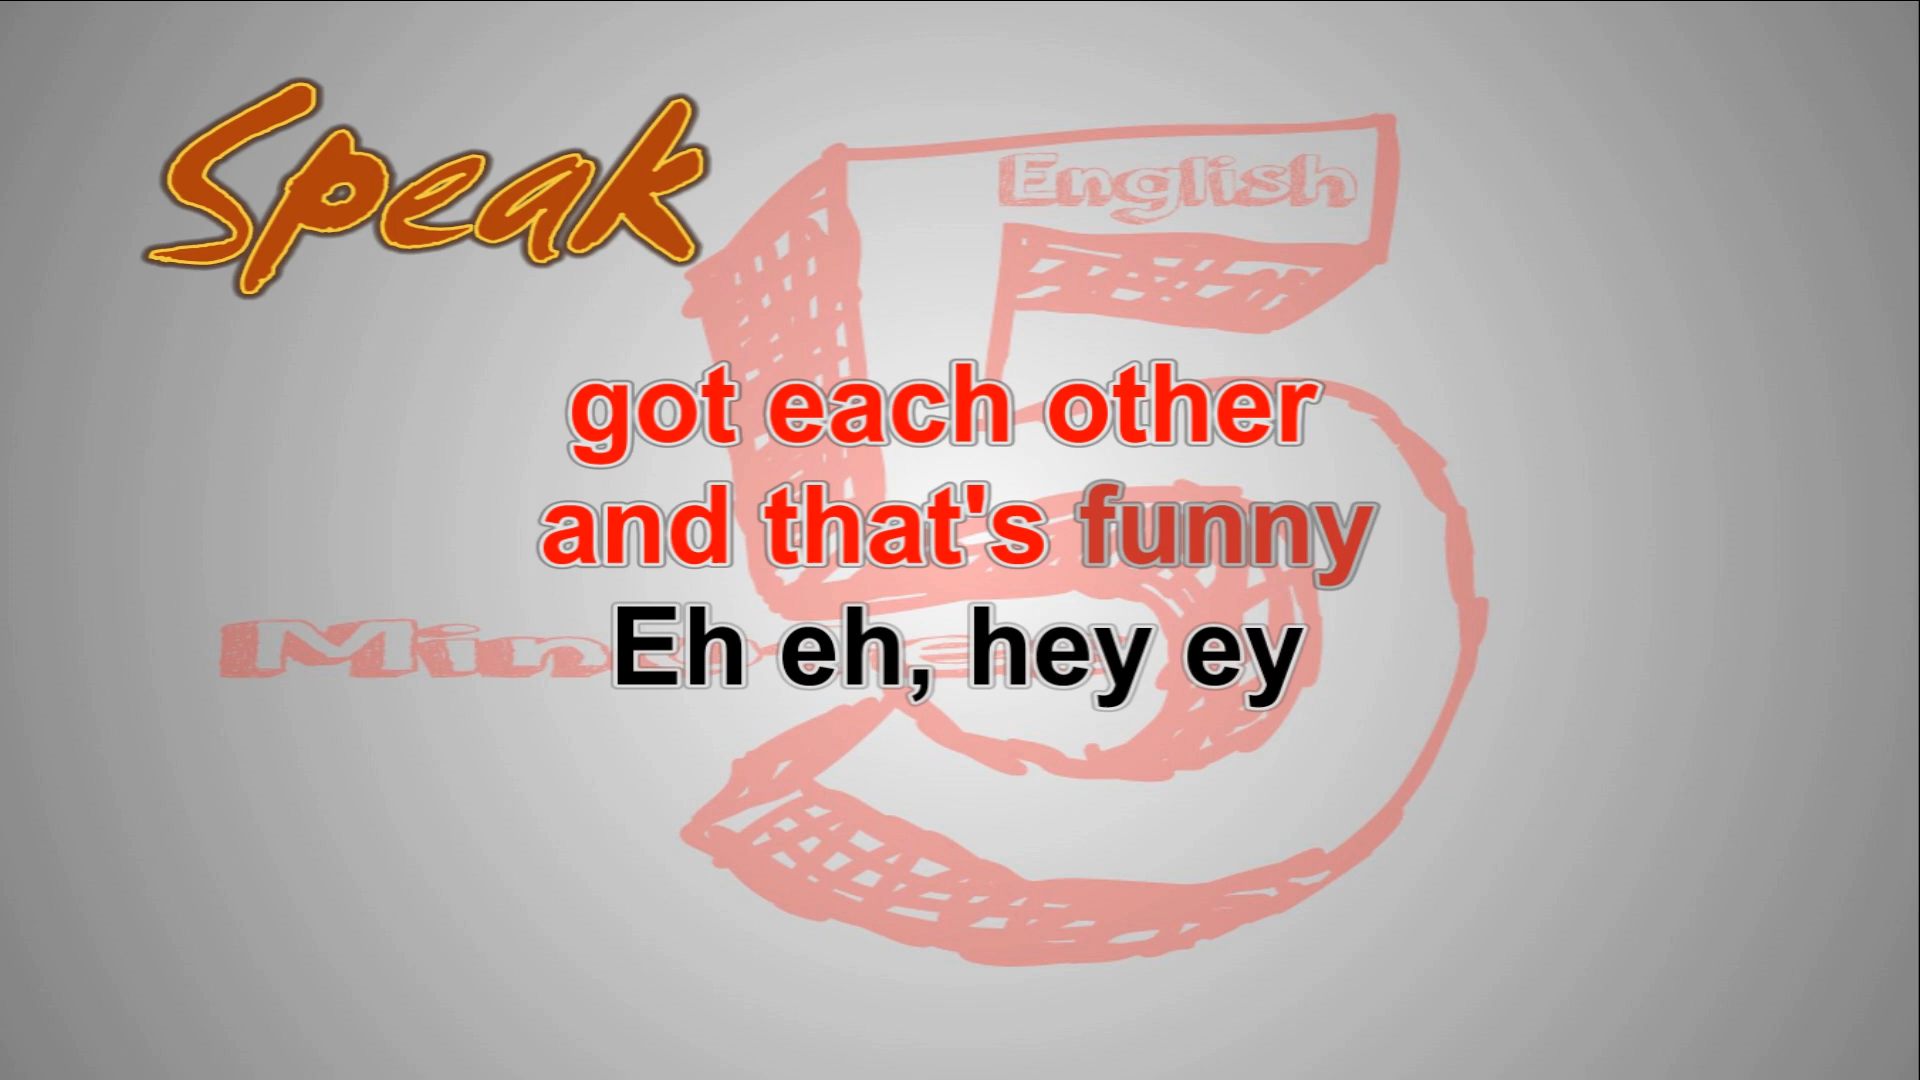 Speak
English
got each other
and that's funny
Eh eh, hey ey